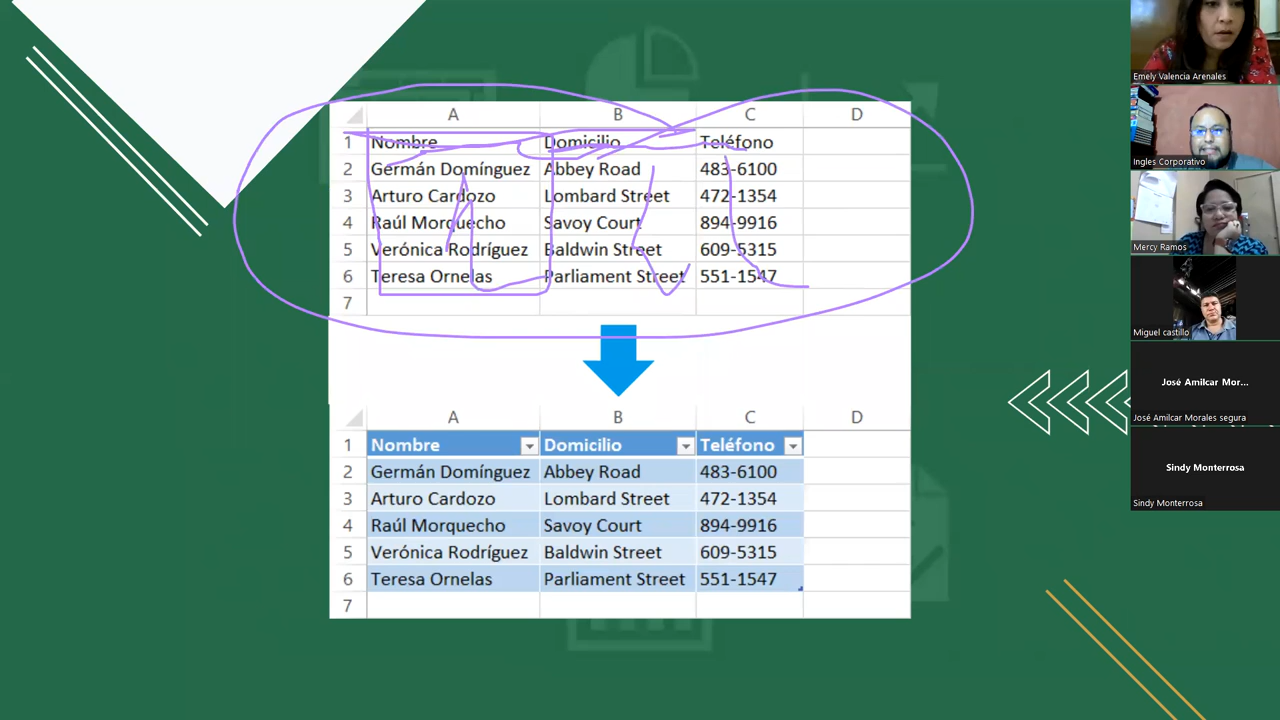 A B C D
1 Nombre Domicilio Teléfono
2 Germán Domínguez Abbey Road 483-6100
3 Arturo Cardozo Lombard Street 472-1354
4 Raúl Morquecho Savoy Court 894-9916
5 Verónica Rodríguez Baldwin Street 609-5315
6 Teresa Ornelas Parliament Street 551-1547
7
A B C D
1 Nombre Domicilio Teléfono
2 Germán Domínguez Abbey Road 483-6100
3 Arturo Cardozo Lombard Street 472-1354
4 Raúl Morquecho Savoy Court 894-9916
5 Verónica Rodríguez Baldwin Street 609-5315
6 Teresa Ornelas Parliament Street 551-1547
7
Emely Valencia Arenales
Ingles Corporativo
Mercy Ramos
Miguel castillo
José Amilcar Mor...
José Amilcar Morales segura
Sindy Monterrosa
Sindy Monterrosa